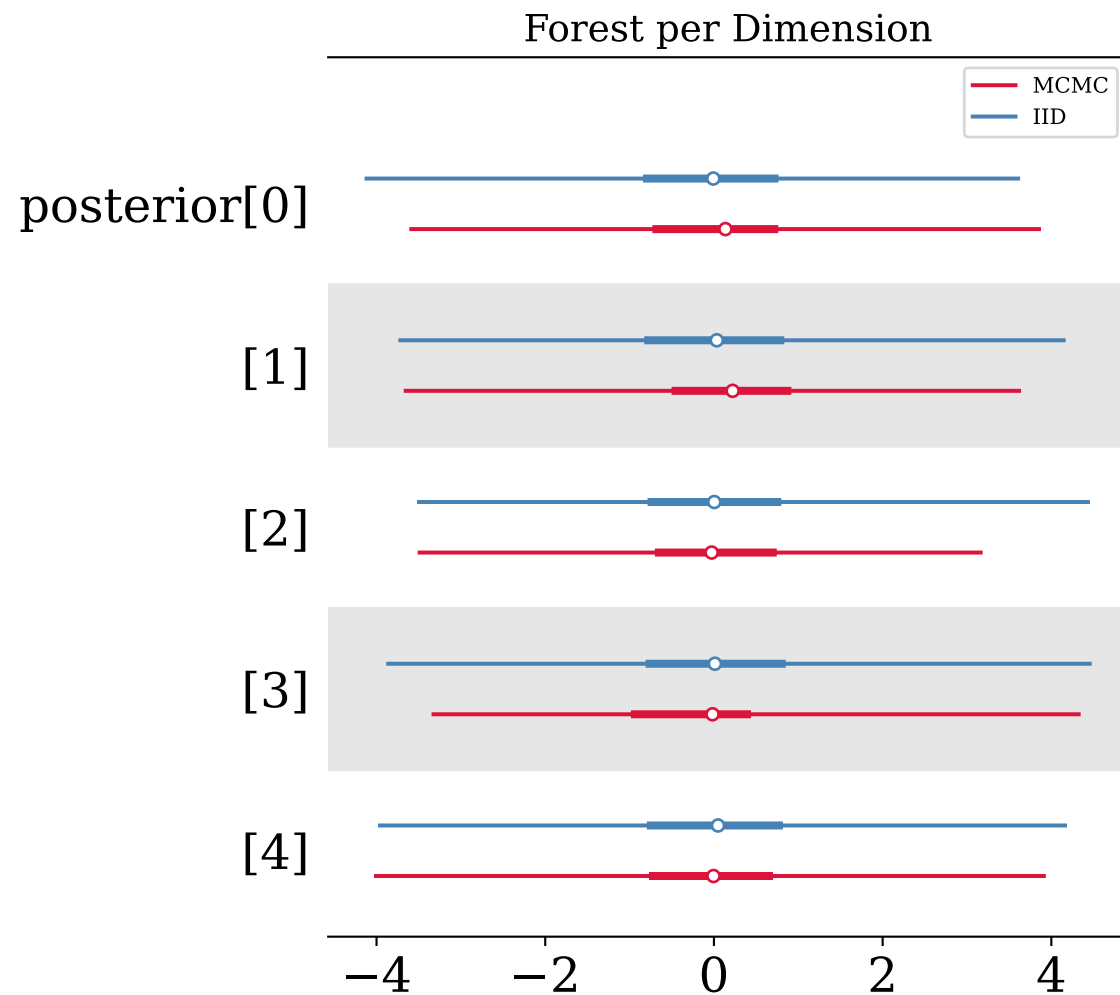 Forest per Dimension
MCMC
IID
posterior[0]
[1]
[2]
[3]
[4]
−4 −2 0 2 4